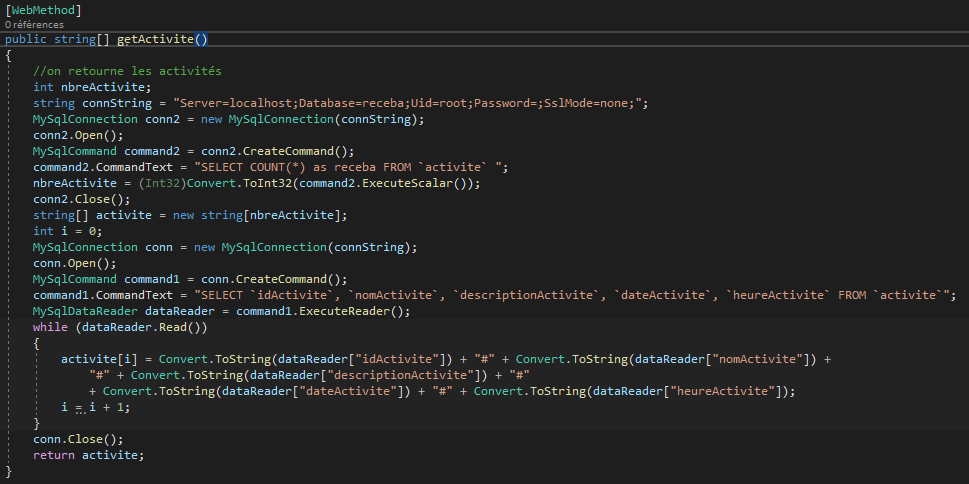 [WebMethod]
0 références
public string[] getActivite()
{
//on retourne les activités
int nbreActivite;
string connString = "Server=localhost;Database=receba;Uid=root;Password=;SslMode=none;";
MySqlConnection conn2 = new MySqlConnection(connString);
conn2.Open();
MySqlCommand command2 = conn2.CreateCommand();
command2.CommandText = "SELECT COUNT(*) as receba FROM `activite` ";
nbreActivite = (Int32)Convert.ToInt32(command2.ExecuteScalar());
conn2.Close();
string[] activite = new string[nbreActivite];
int i = 0;
MySqlConnection conn = new MySqlConnection(connString);
conn.Open();
MySqlCommand command1 = conn.CreateCommand();
command1.CommandText = "SELECT `idActivite`, `nomActivite`, `descriptionActivite`, `dateActivite`, `heureActivite` FROM `activite`";
MySqlDataReader dataReader = command1.ExecuteReader();
while (dataReader.Read())
{
activite[i] = Convert.ToString(dataReader["idActivite"]) + "#" + Convert.ToString(dataReader["nomActivite"]) +
"#" + Convert.ToString(dataReader["descriptionActivite"]) + "#"
+ Convert.ToString(dataReader["dateActivite"]) + "#" + Convert.ToString(dataReader["heureActivite"]);
i = i + 1;
}
conn.Close();
return activite;
}